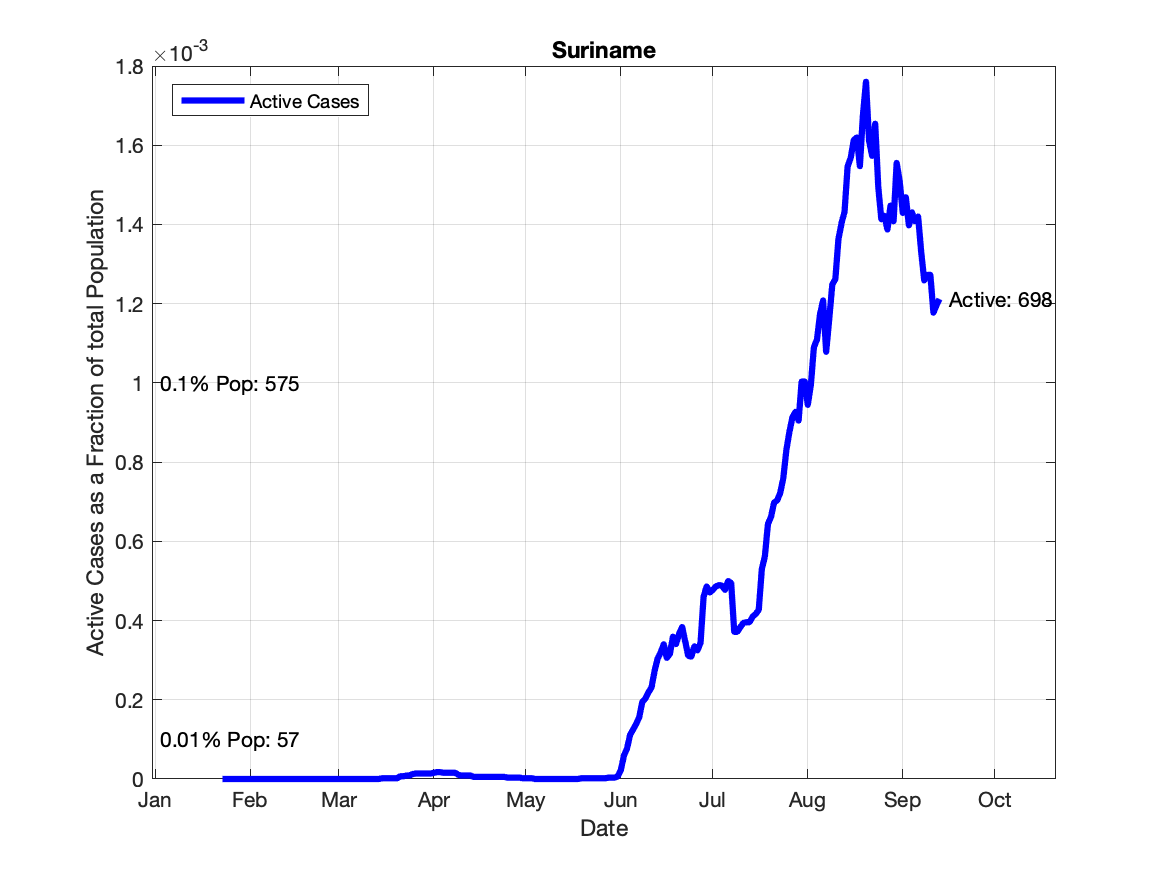 Suriname
×10-3
Active Cases
1.8
1.6
1.4
1.2
1
0.8
0.6
0.4
0.2
0
Active Cases as a Fraction of total Population
Active: 698
0.1% Pop: 575
0.01% Pop: 57
Jan Feb Mar Apr May Jun Jul Aug Sep Oct
Date